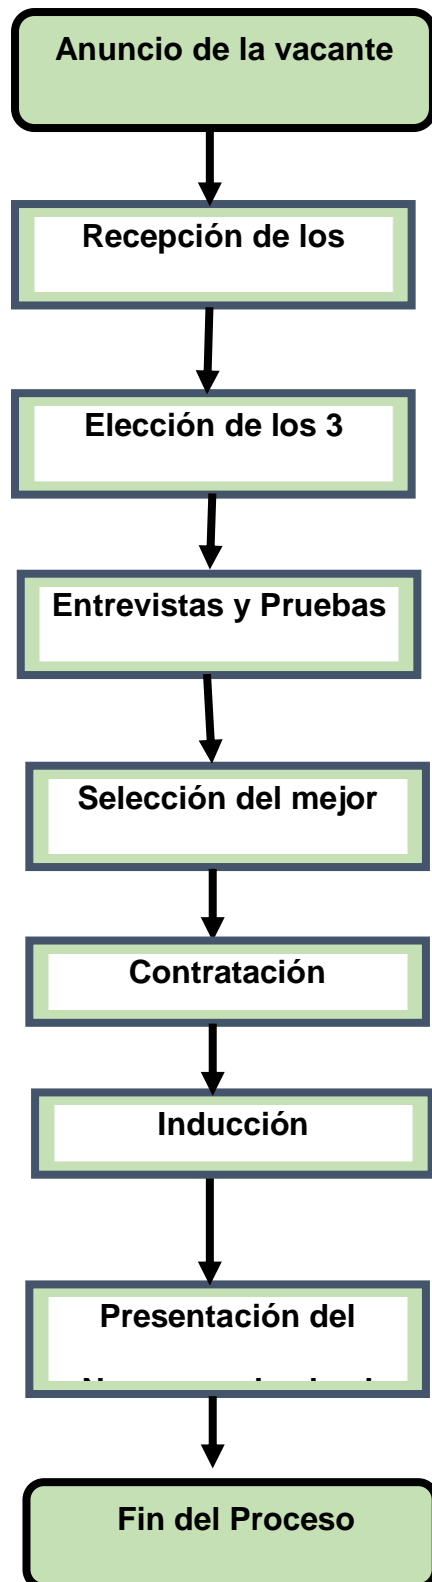 Anuncio de la vacante
Recepción de los
Elección de los 3
Entrevistas y Pruebas
Selección del mejor
Contratación
Inducción
Presentación del
Fin del Proceso